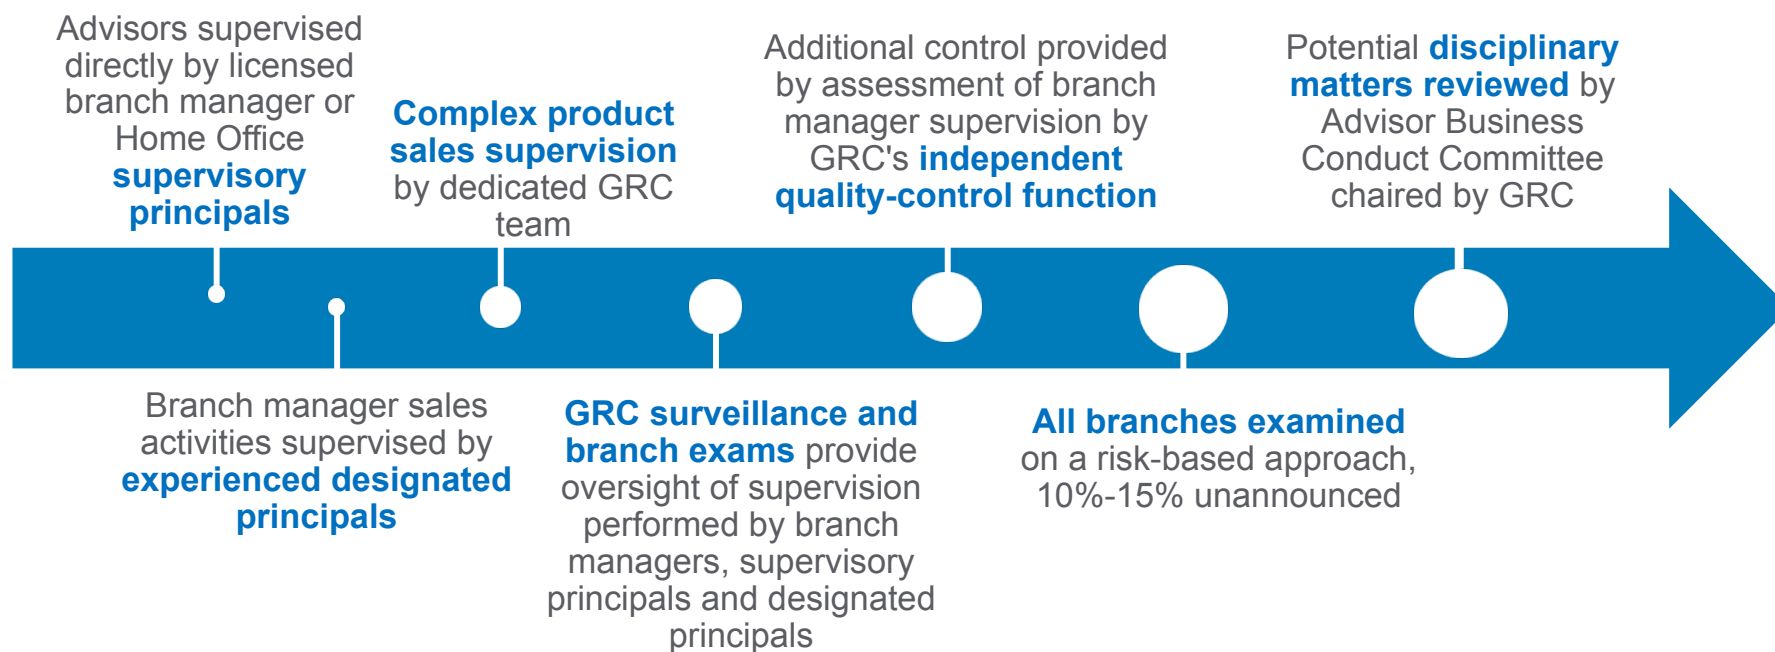 Advisors supervised
directly by licensed
branch manager or
Home Office
supervisory
principals
Branch manager sales
activities supervised by
experienced designated
principals
Complex product
sales supervision
by dedicated GRC
team
GRC surveillance and
branch exams provide
oversight of supervision
performed by branch
managers, supervisory
principals and designated
principals
Additional control provided
by assessment of branch
manager supervision by
GRC's independent
quality-control function
All branches examined
on a risk-based approach,
10%-15% unannounced
Potential disciplinary
matters reviewed by
Advisor Business
Conduct Committee
chaired by GRC